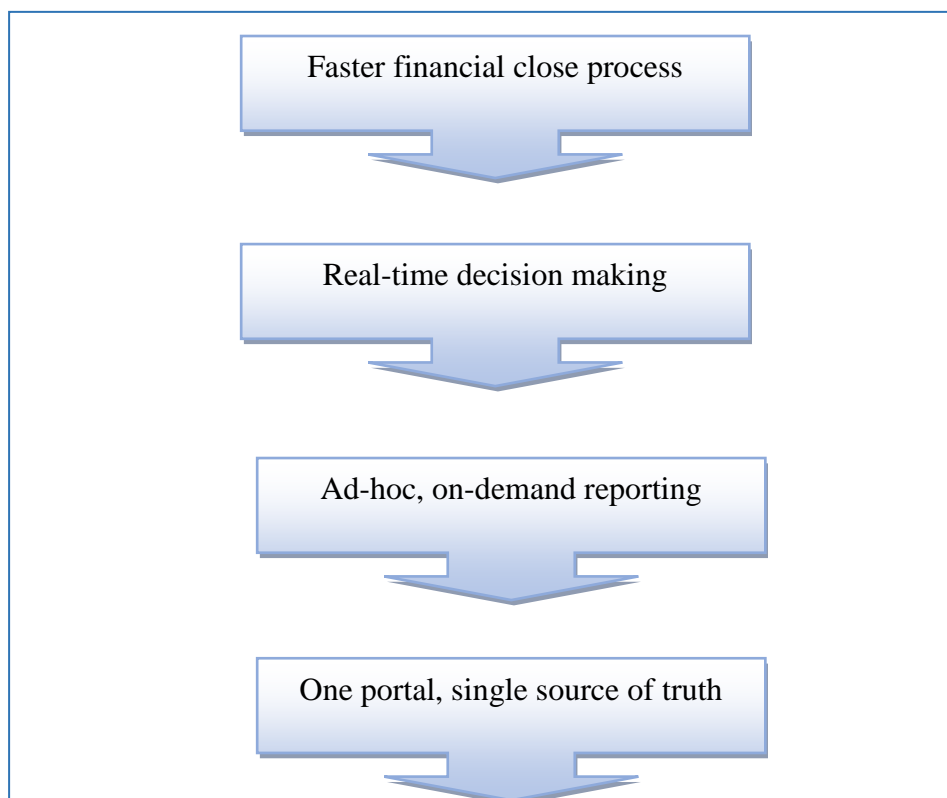 Faster financial close process
Real-time decision making
Ad-hoc, on-demand reporting
One portal, single source of truth